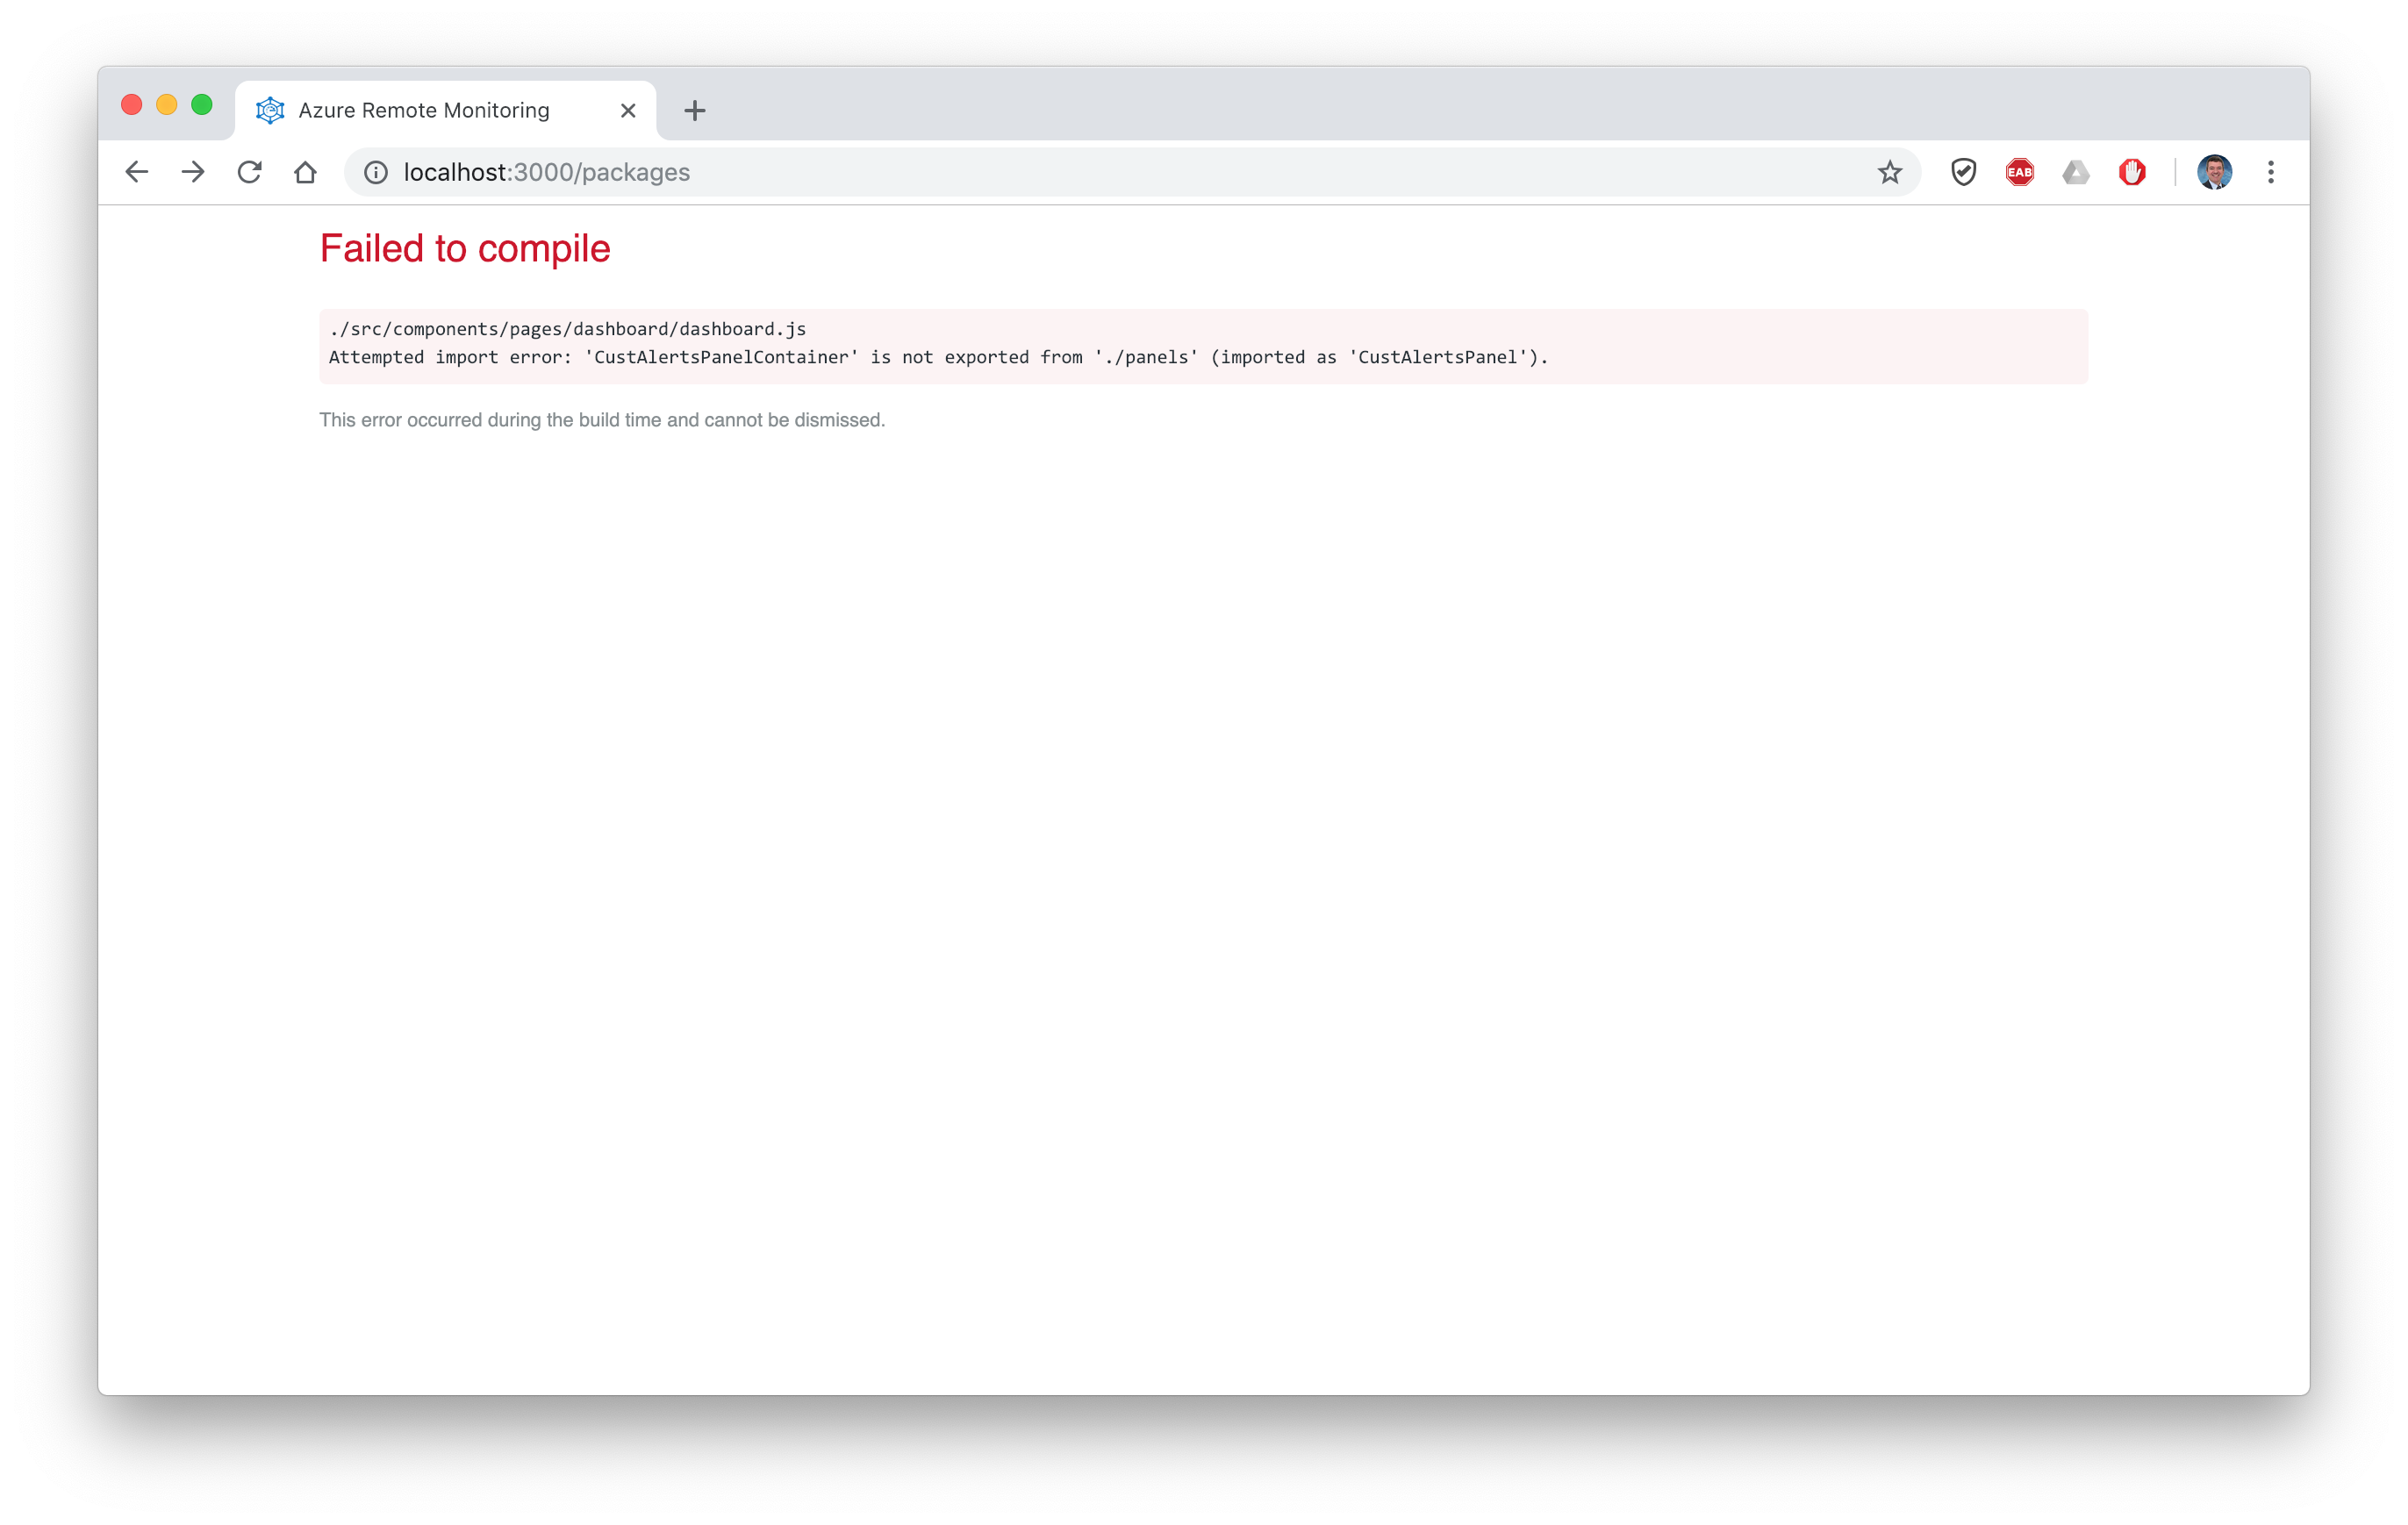 Azure Remote Monitoring
localhost:3000/packages
EAB
Failed to compile
./src/components/pages/dashboard/dashboard.js
Attempted import error: 'CustAlertsPanelContainer' is not exported from './panels' (imported as 'CustAlertsPanel').
This error occurred during the build time and cannot be dismissed.